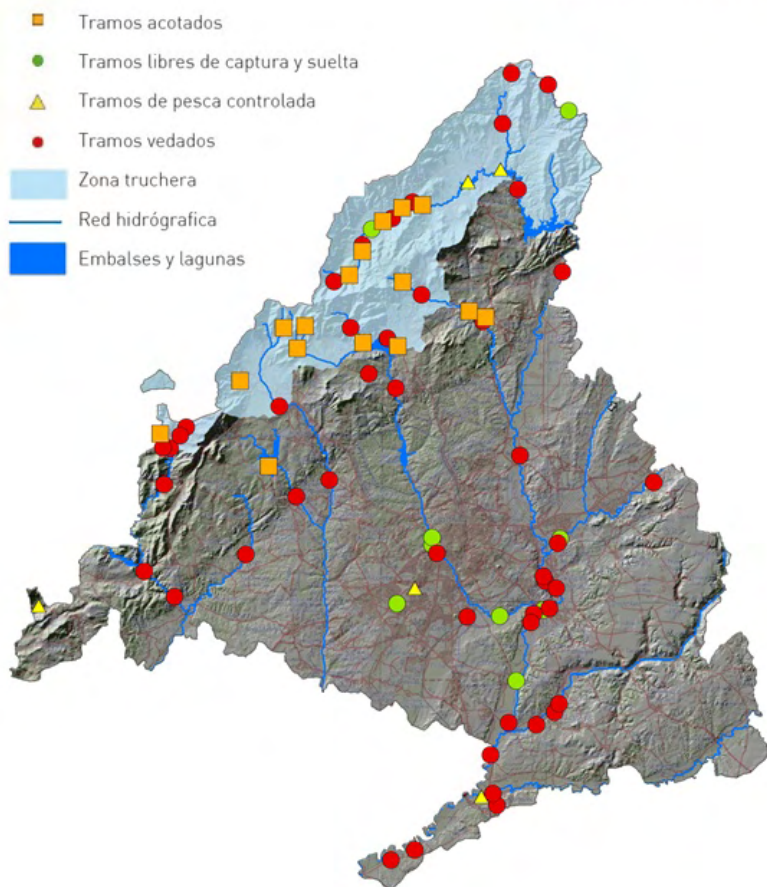 Tramos acotados
Tramos libres de captura y suelta
Tramos de pesca controlada
Tramos vedados
Zona truchera
Red hidrógrafica
Embalses y lagunas